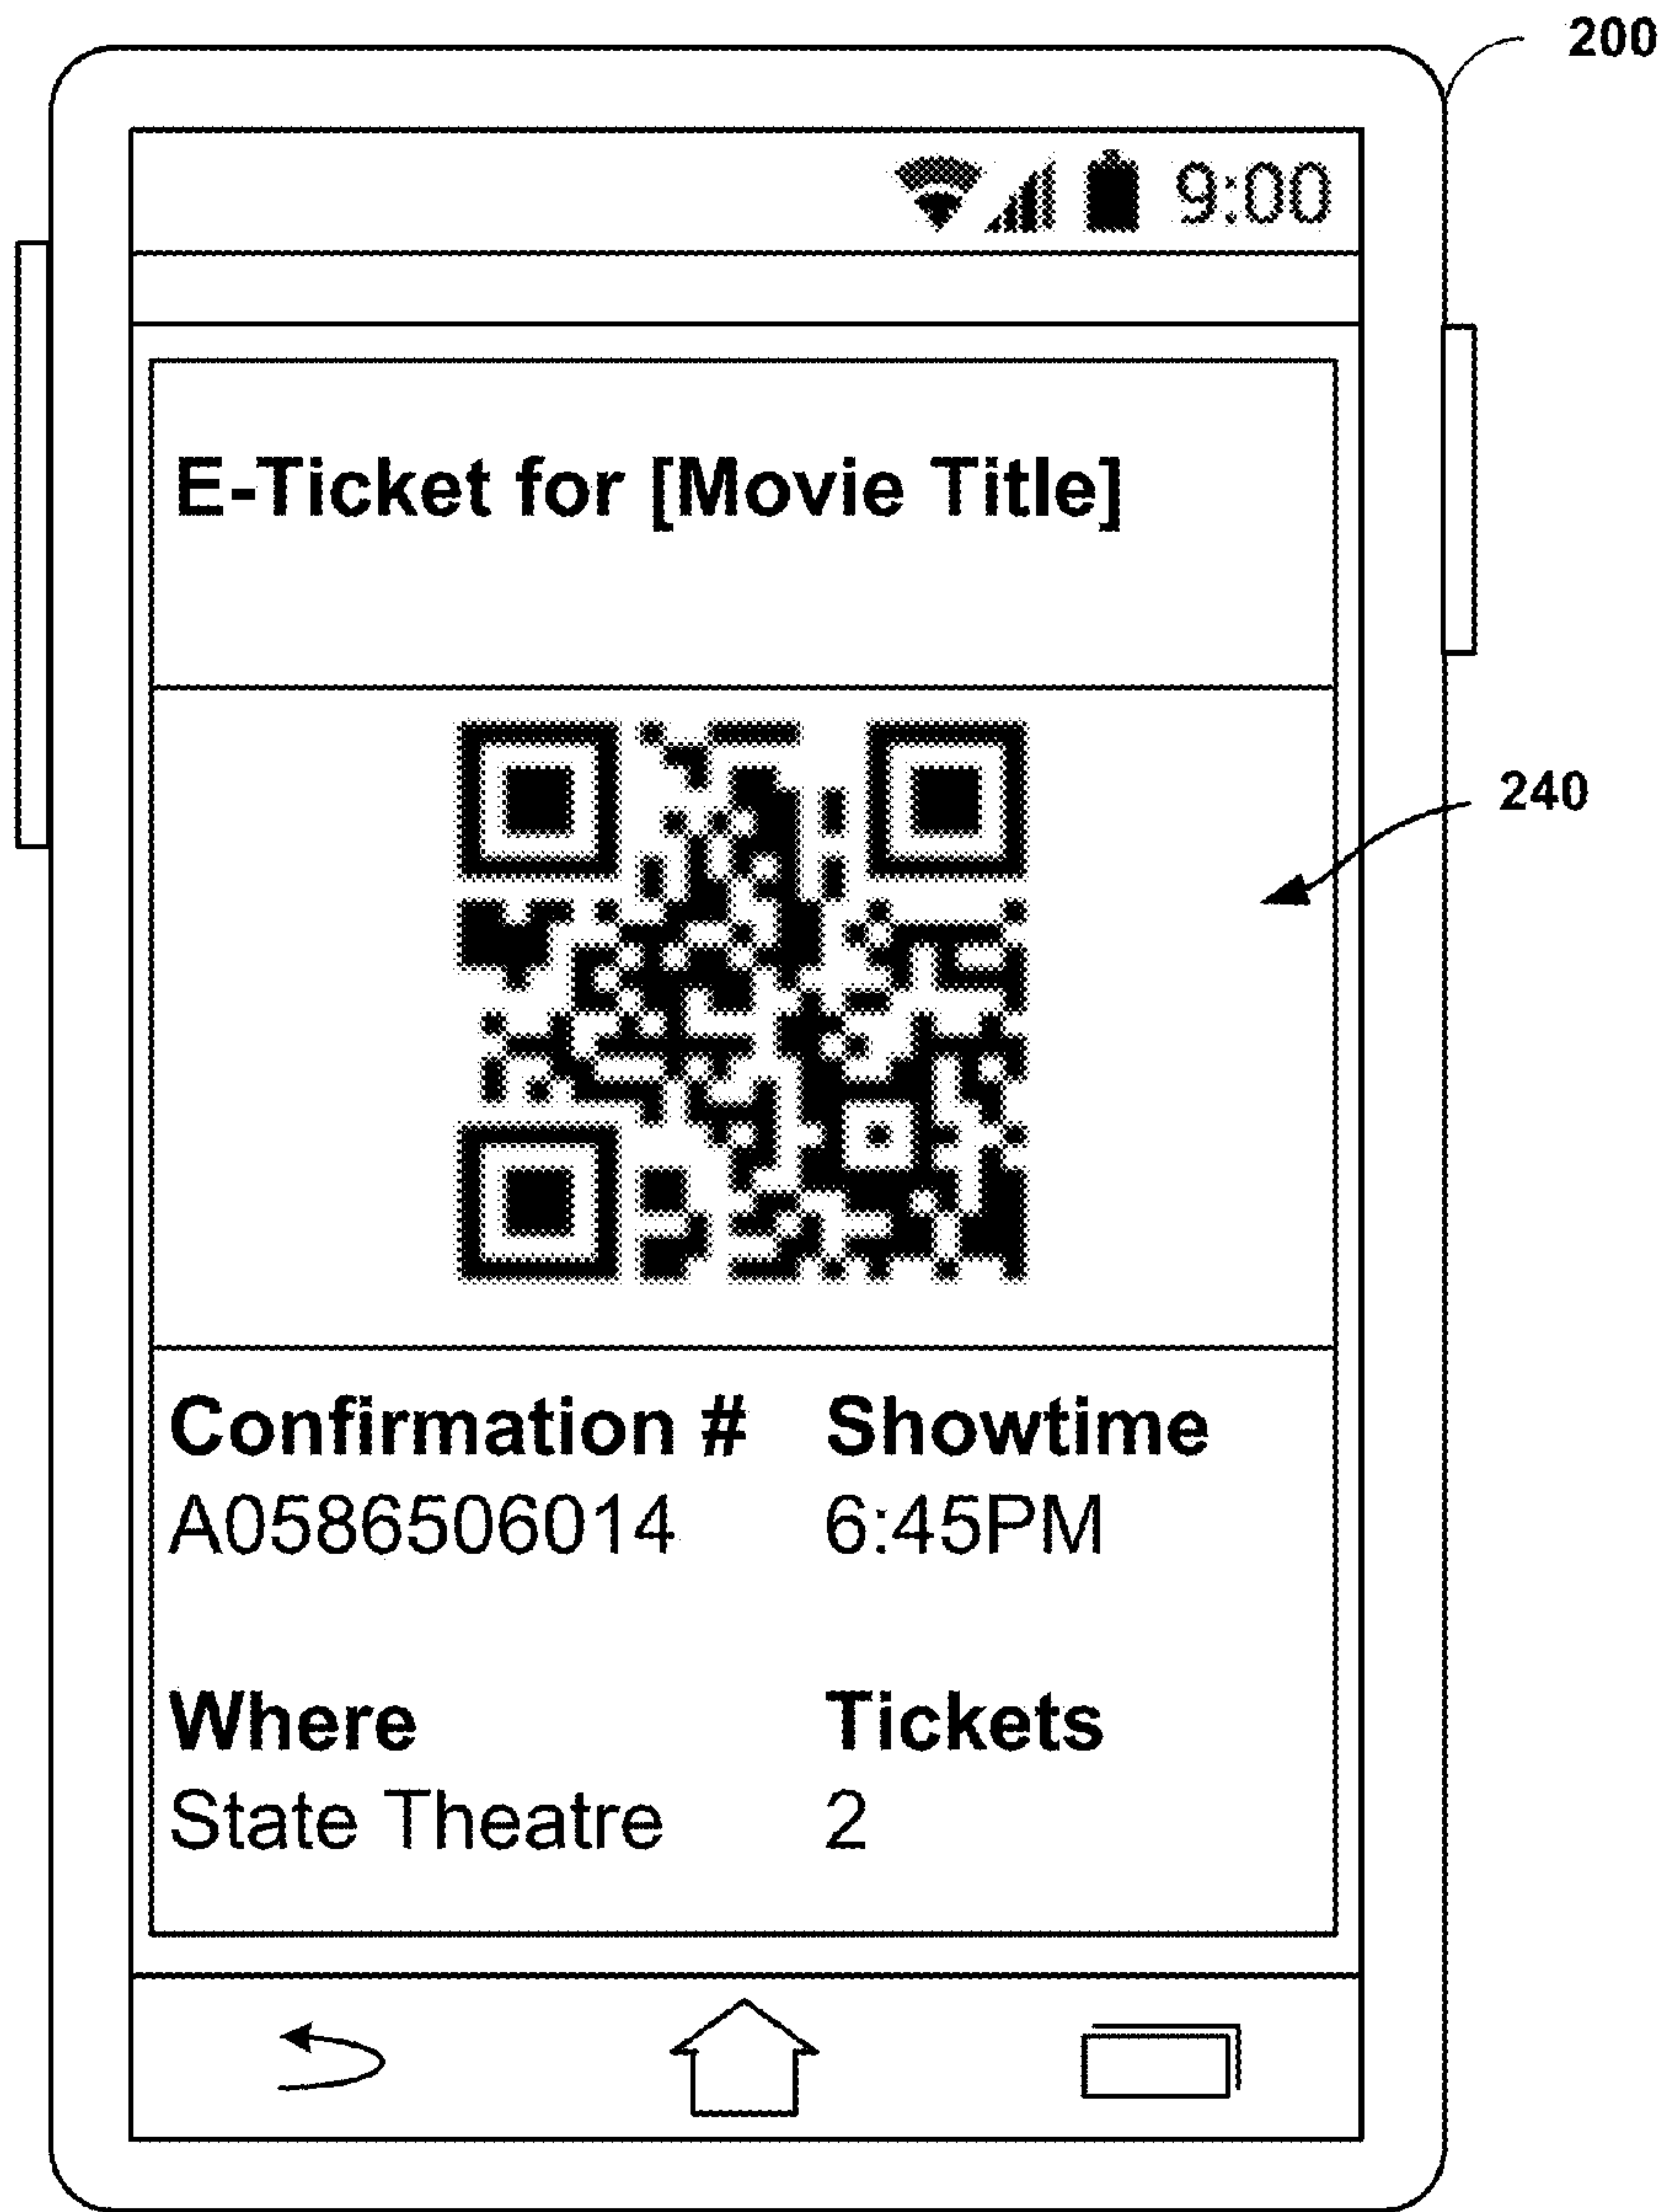 200
9:00
E-Ticket for [Movie Title]
240
Confirmation # Showtime
A0586506014 6:45PM
Where Tickets
State Theatre 2